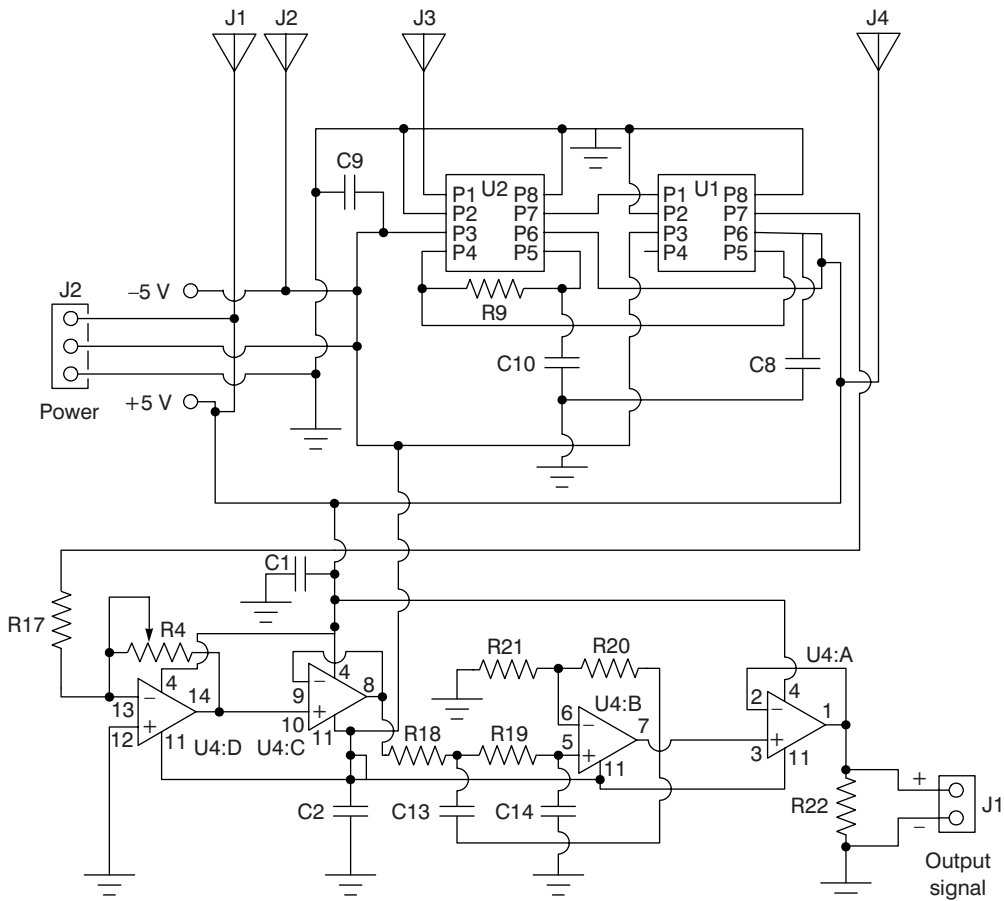 J1 J2 J3 J4
C9
P1 U2 P8
P2 P7
P3 P6
P4 P5
P1 U1 P8
P2 P7
P3 P6
P4 P5
J2
−5 V
R9
C10
C8
Power
+5 V
C1
R17
R4
R21
R20
U4:A
4
14
13
12
11
U4:D
4
9
8
10
11
U4:C
R18
R19
6
U4:B
7
5
11
2
4
1
3
11
C2
C13
C14
R22
+
−
J1
Output
signal
−
+
−
+
−
+
−
+